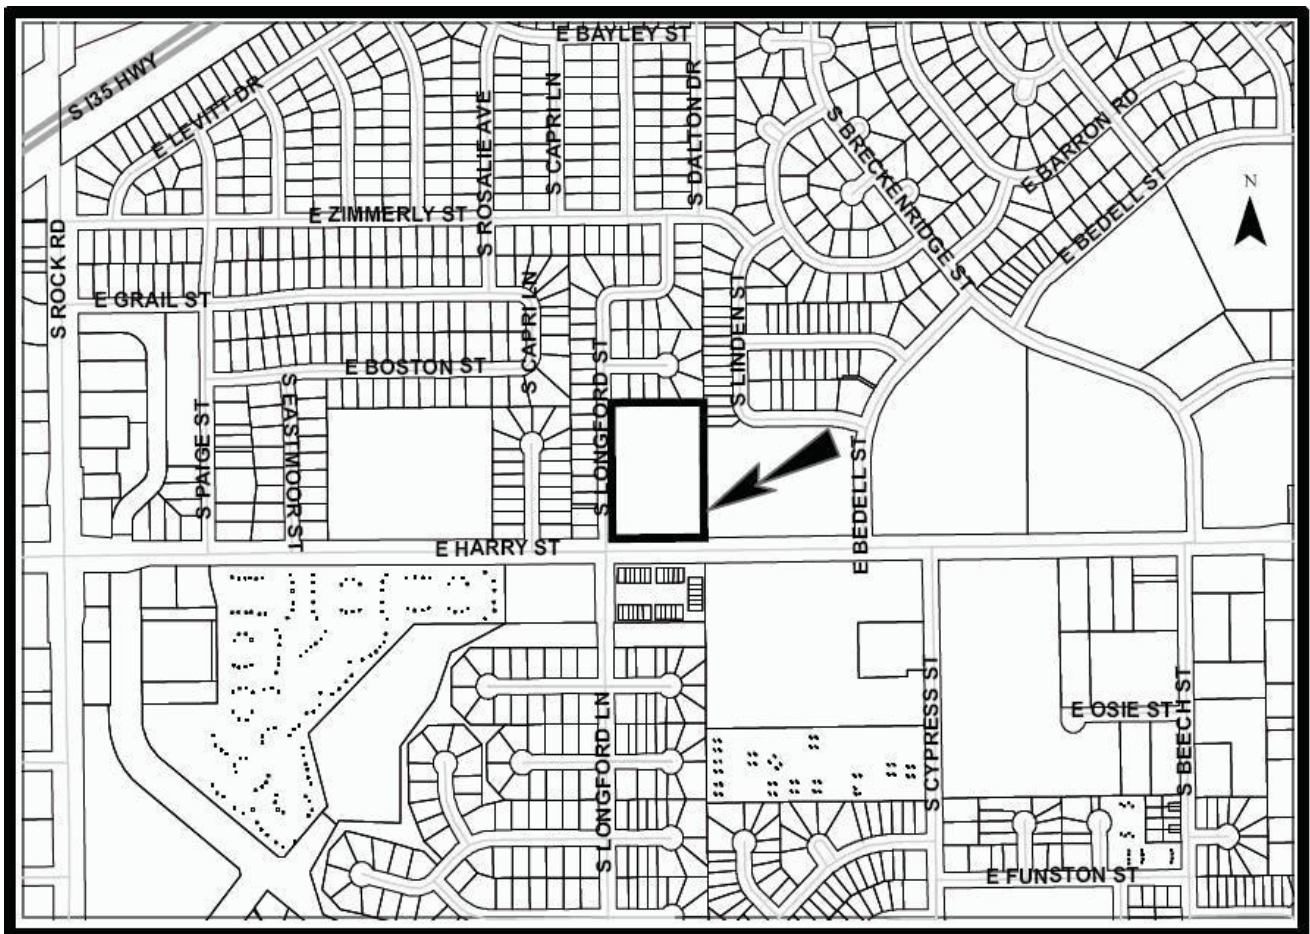 E BAYLEY ST
S I35 HWY
E LEVITT DR
S ROSALIE AVE
S CAPRI LN
S DALTON DR
S BRECKENRIDGE ST
E BARRON RD
E BEDELL ST
N
E ZIMMERLY ST
S ROCK RD
E GRAIL ST
S CAPRI LN
S LINDEN ST
E BOSTON ST
S LONGFORD ST
S PAIGE ST
S EASTMOOR ST
E BEDELL ST
E HARRY ST
S LONGFORD LN
S CYPRESS ST
E OSIE ST
S BEECH ST
E FUNSTON ST